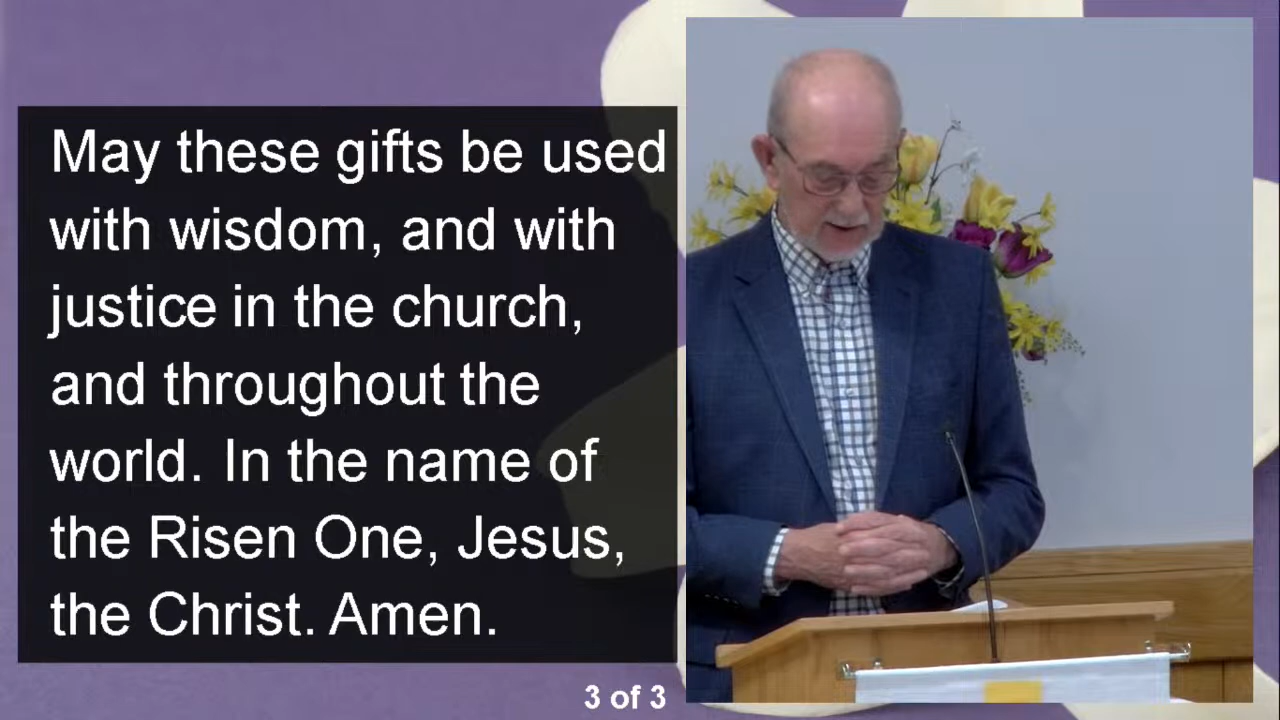 May these gifts be used
with wisdom, and with
justice in the church,
and throughout the
world. In the name of
the Risen One, Jesus,
the Christ. Amen.
3 of 3